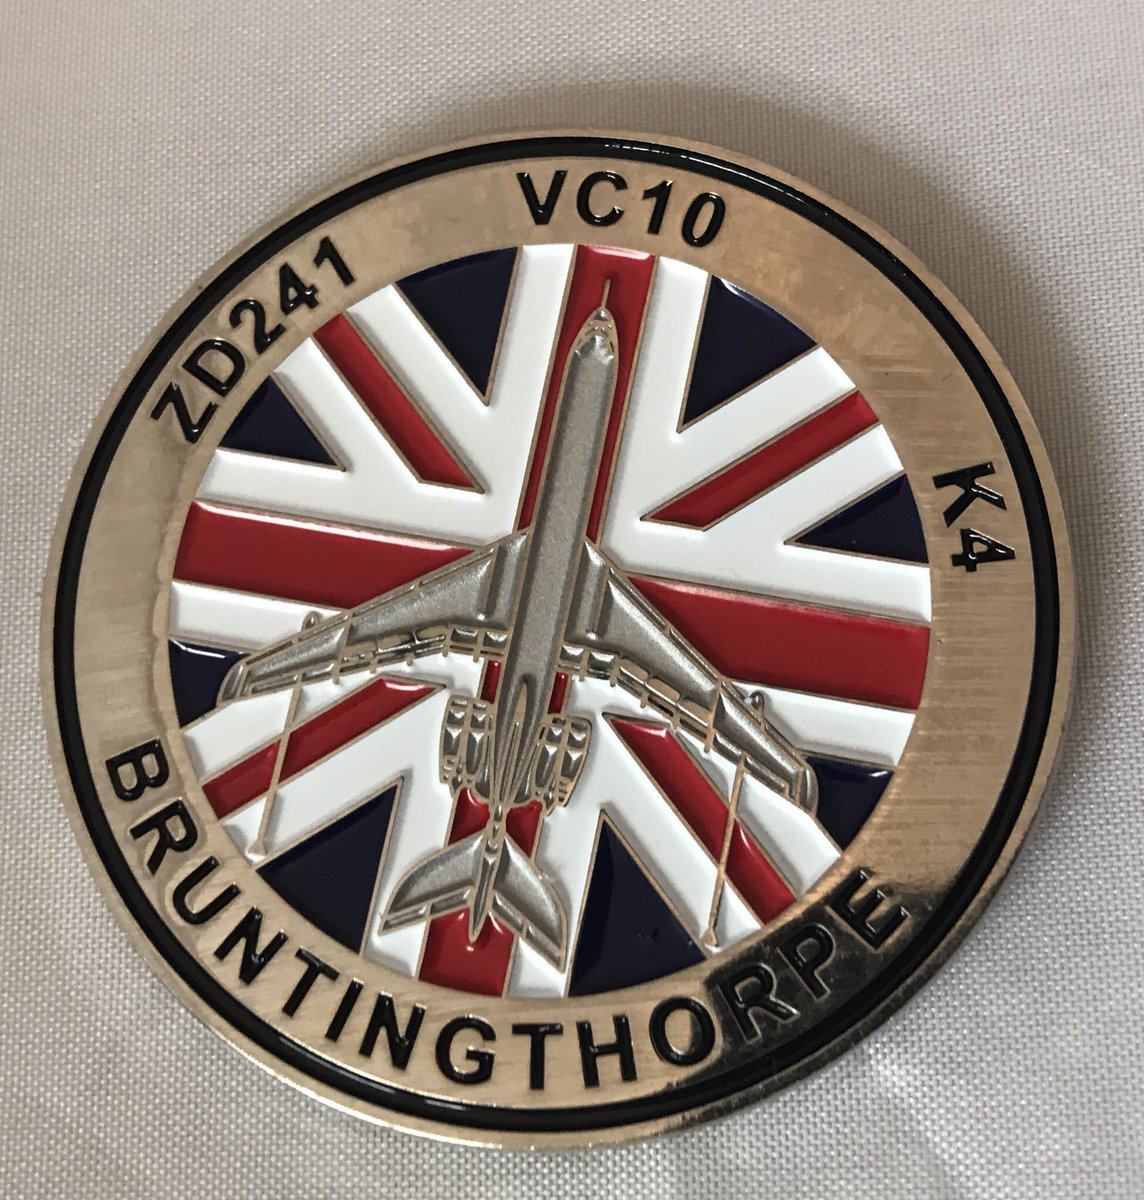 ZD241
VC10
K4
BRUNTINGTHORPE